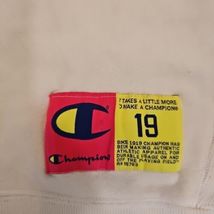 IT TAKES A LITTLE MORE
TO MAKE A CHAMPION®
19
SINCE 1919 CHAMPION HAS
BEEN MAKING AUTHENTIC
ATHLETIC APPAREL FOR
DURABLE USAGE ON AND
OFF THE PLAYING FIELD
Champion